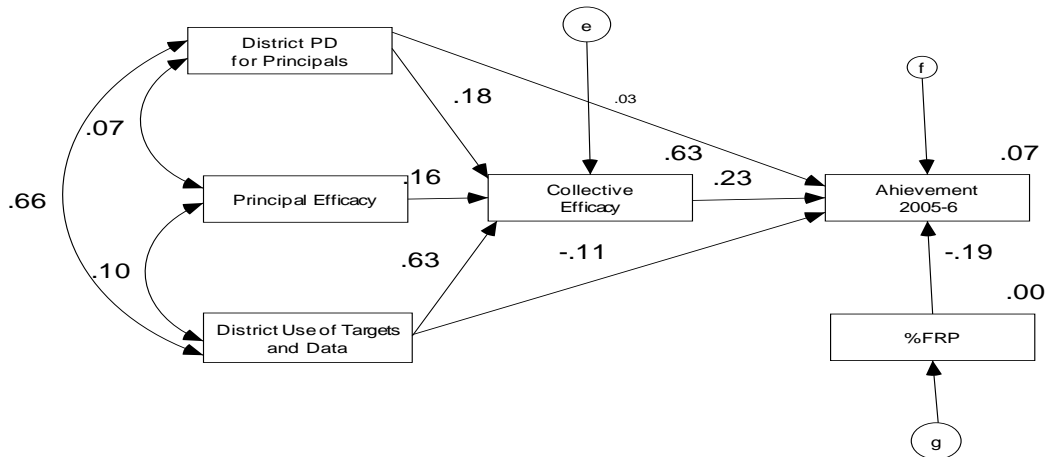 e
District PD
for Principals
f
.18
.03
.07
.63
.07
.16
Collective
Efficacy
.23
Ahievement
2005-6
.66
Principal Efficacy
.63
-.11
-.19
.10
.00
District Use of Targets
and Data
%FRP
g